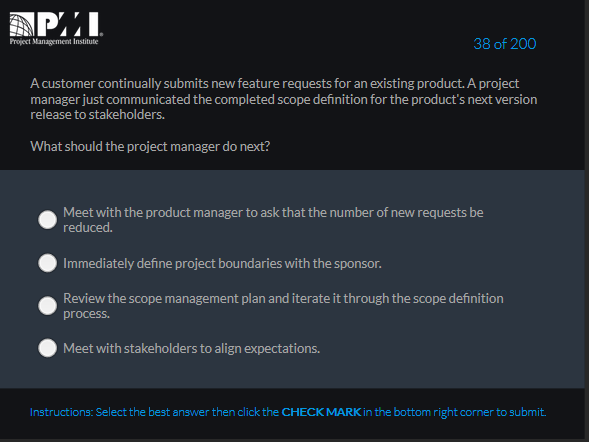 PMI
Project Management Institute
38 of 200
A customer continually submits new feature requests for an existing product. A project
manager just communicated the completed scope definition for the product's next version
release to stakeholders.
What should the project manager do next?
Meet with the product manager to ask that the number of new requests be
reduced.
Immediately define project boundaries with the sponsor.
Review the scope management plan and iterate it through the scope definition
process.
Meet with stakeholders to align expectations.
Instructions: Select the best answer then click the CHECK MARK in the bottom right corner to submit.